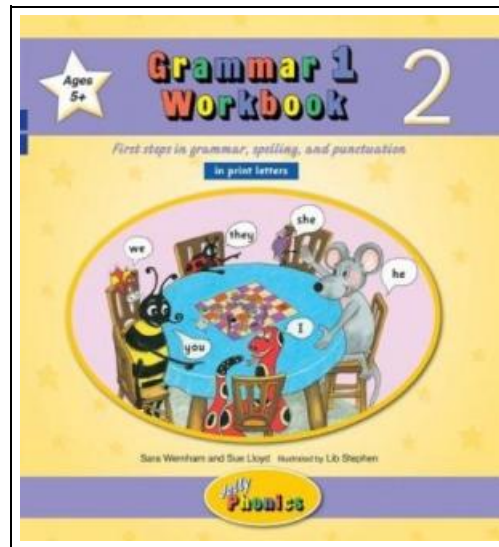 Ages
5+
Grammar 1
Workbook
2
First steps in grammar, spelling, and punctuation
in print letters
we
they
she
he
you
I
Sara Wernham and Sue Lloyd Illustrated by Lib Stephen
Jolly
Phonics